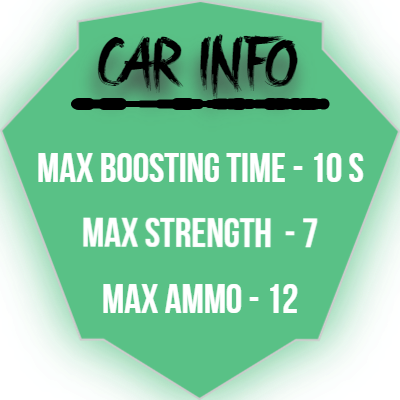 CAR INFO
MAX BOOSTING TIME - 10 S
MAX STRENGTH - 7
MAX AMMO - 12